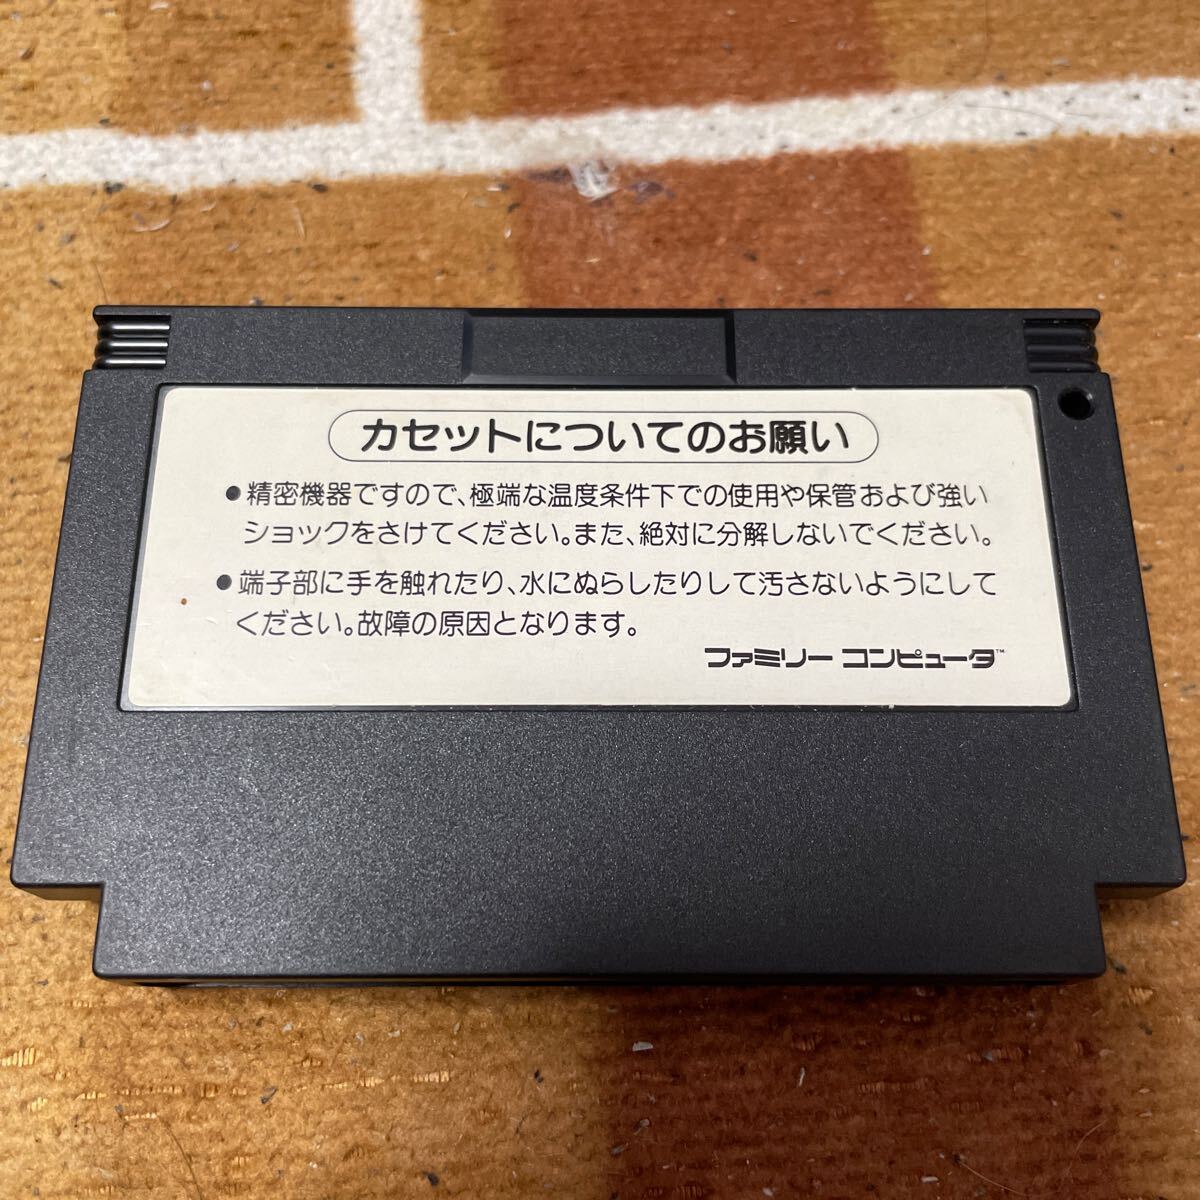 カセットについてのお願い
●精密機器ですので、極端な温度条件下での使用や保管および強い
ショックをさけてください。また、絶対に分解しないでください。
●端子部に手を触れたり、水にぬらしたりして汚さないようにして
ください。故障の原因となります。
ファミリー コンピュータ™